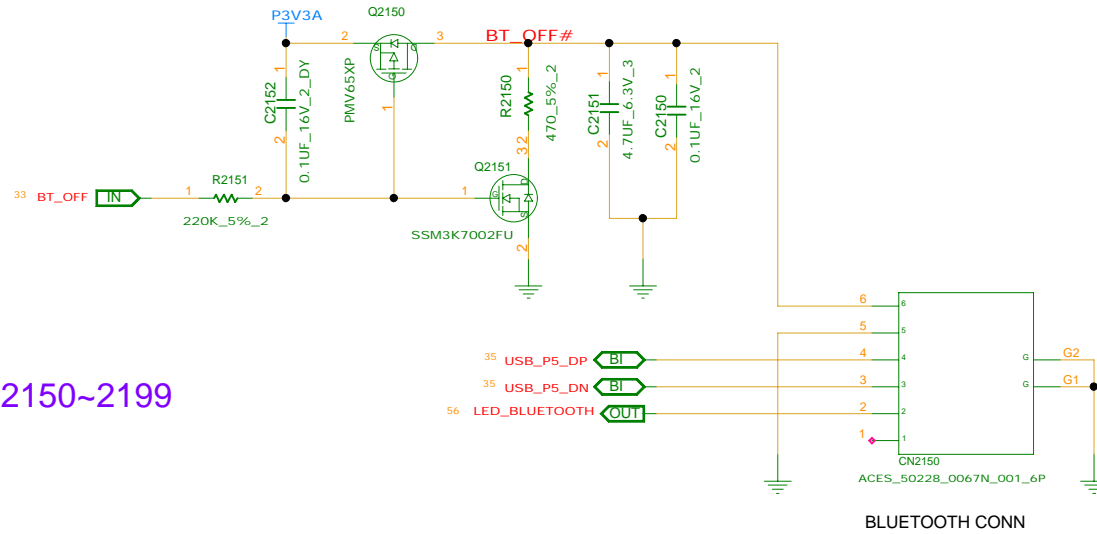 P3V3A
Q2150
2
3
BT_OFF#
S
D
G
1
PMV65XP
1
C2152
0.1UF_16V_2_DY
2
1
R2150
470_5%_2
2
3
1
C2151
4.7UF_6.3V_3
2
1
C2150
0.1UF_16V_2
2
33 BT_OFF IN
1
R2151
2
220K_5%_2
Q2151
1
G
D
S
SSM3K7002FU
2
2150~2199
35 USB_P5_DP BI
35 USB_P5_DN BI
56 LED_BLUETOOTH OUT
6 6
5 5
4 4
3 3
2 2
1 1
G G2
G G1
CN2150
ACES_50228_0067N_001_6P
BLUETOOTH CONN